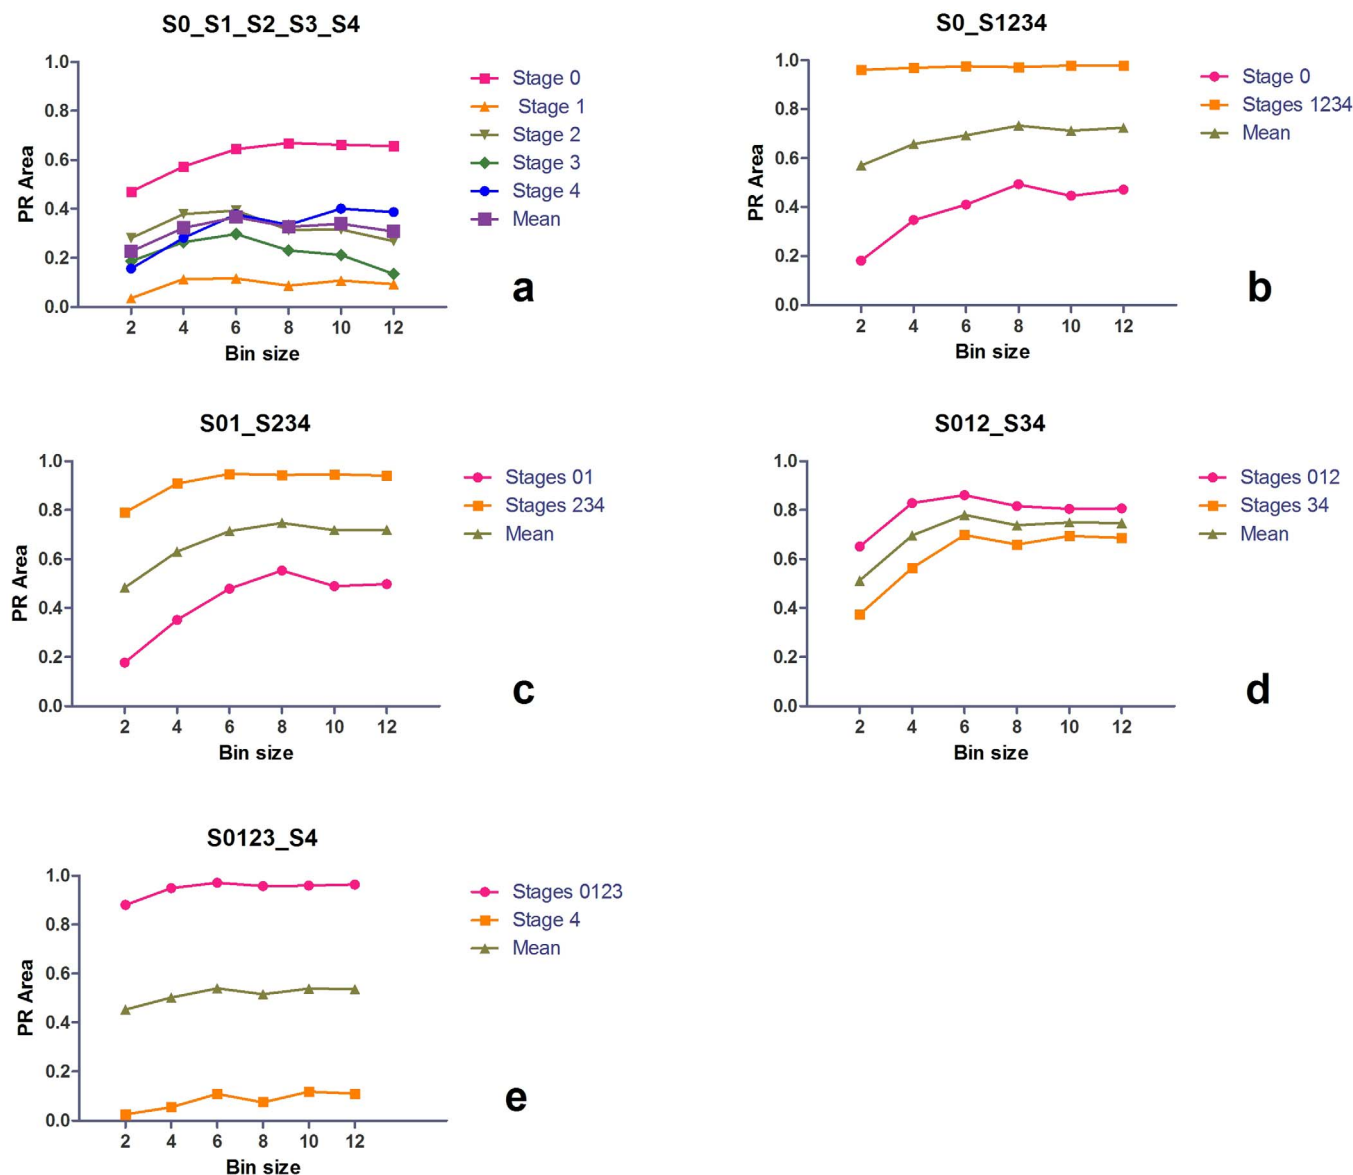 S0_S1_S2_S3_S4
1.0
0.8
0.6
0.4
0.2
0.0
PR Area
2 4 6 8 10 12
Bin size
Stage 0
Stage 1
Stage 2
Stage 3
Stage 4
Mean
a
S0_S1234
1.0
0.8
0.6
0.4
0.2
0.0
PR Area
2 4 6 8 10 12
Bin size
Stage 0
Stages 1234
Mean
b
S01_S234
1.0
0.8
0.6
0.4
0.2
0.0
PR Area
2 4 6 8 10 12
Bin size
Stages 01
Stages 234
Mean
c
S012_S34
1.0
0.8
0.6
0.4
0.2
0.0
PR Area
2 4 6 8 10 12
Bin size
Stages 012
Stages 34
Mean
d
S0123_S4
1.0
0.8
0.6
0.4
0.2
0.0
PR Area
2 4 6 8 10 12
Bin size
Stages 0123
Stage 4
Mean
e